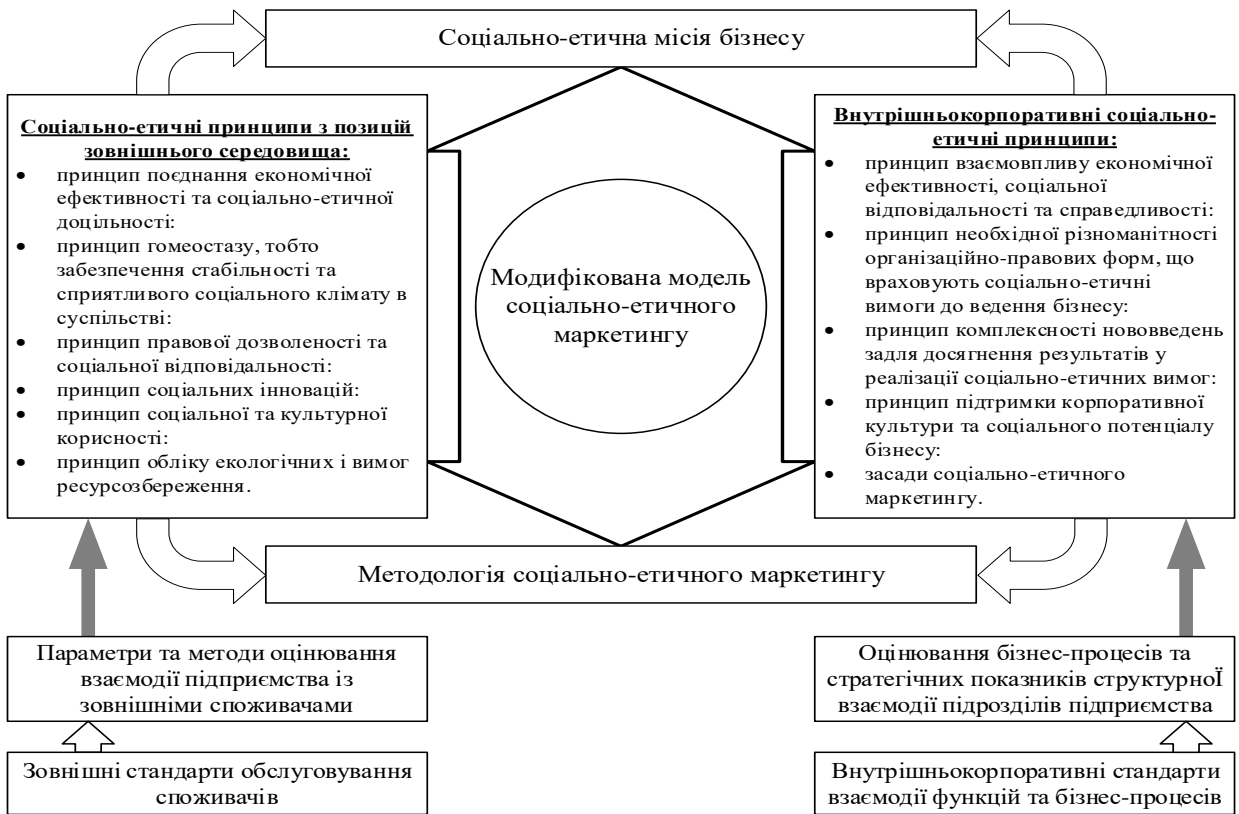 Соціально-етична місія бізнесу
Соціально-етичні принципи з позицій
зовнішнього середовища:
• принцип поєднання економічної
ефективності та соціально-етичної
доцільності:
• принцип гомеостазу, тобто
забезпечення стабільності та
сприятливого соціального клімату в
суспільстві:
• принцип правової дозволеності та
соціальної відповідальності:
• принцип соціальних інновацій:
• принцип соціальної та культурної
корисності:
• принцип обліку екологічних і вимог
ресурсозбереження.
Модифікована модель
соціально-етичного
маркетингу
Внутрішньокорпоративні соціально-
етичні принципи:
• принцип взаємовпливу економічної
ефективності, соціальної
відповідальності та справедливості:
• принцип необхідної різноманітності
організаційно-правових форм, що
враховують соціально-етичні
вимоги до ведення бізнесу:
• принцип комплексності нововведень
задля досягнення результатів у
реалізації соціально-етичних вимог:
• принцип підтримки корпоративної
культури та соціального потенціалу
бізнесу:
• засади соціально-етичного
маркетингу.
Методологія соціально-етичного маркетингу
Параметри та методи оцінювання
взаємодії підприємства із
зовнішніми споживачами
Зовнішні стандарти обслуговування
споживачів
Оцінювання бізнес-процесів та
стратегічних показників структурноЇ
взаємодії підрозділів підприємства
Внутрішньокорпоративні стандарти
взаємодії функцій та бізнес-процесів